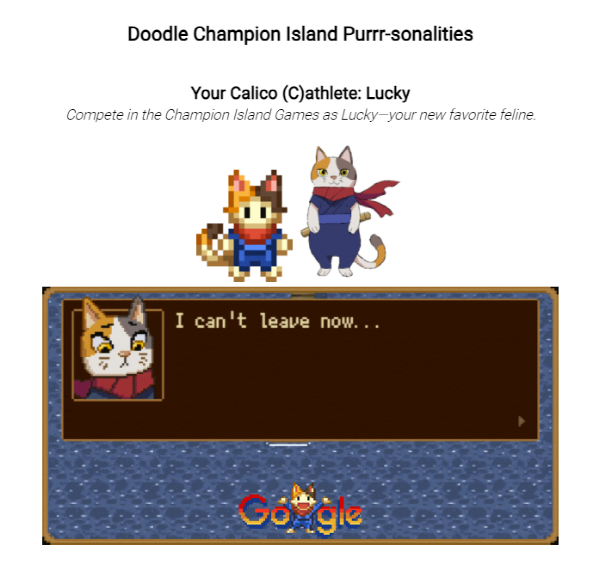 Doodle Champion Island Purrr-sonalities
Your Calico (C)athlete: Lucky
Compete in the Champion Island Games as Lucky—your new favorite feline.
I can't leave now...
Google